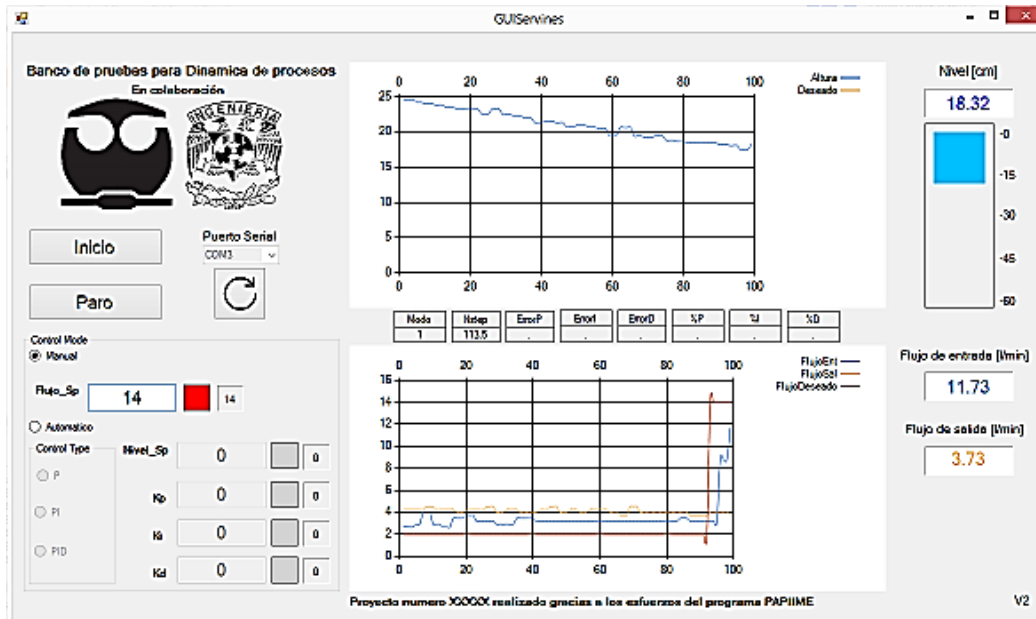 GUIServines
Banco de pruebas para Dinamica de procesos
En colaboración
INGENIERIA
Inicio
Puerto Serial
COM3
Paro
Control Mode
Manual
Flujo_Sp 14 14
Automatico
Control Type
P
PI
PID
Nivel_Sp 0 0
Kp 0 0
Ki 0 0
Kd 0 0
0 20 40 60 80 100
Altura
Deseado
25
20
15
10
5
0
0 20 40 60 80 100
Modo Nstep ErrorP ErrorI ErrorD %P %I %D
1 113.5 . . . . . .
0 20 40 60 80 100
FlujoEnt
FlujoSal
FlujoDeseado
16
14
12
10
8
6
4
2
0
0 20 40 60 80 100
Nivel [cm]
18.32
-0
-15
-30
-45
-60
Flujo de entrada [l/min]
11.73
Flujo de salida [l/min]
3.73
Proyecto numero XXXXX realizado gracias a los esfuerzos del programa PAPIIME
V2